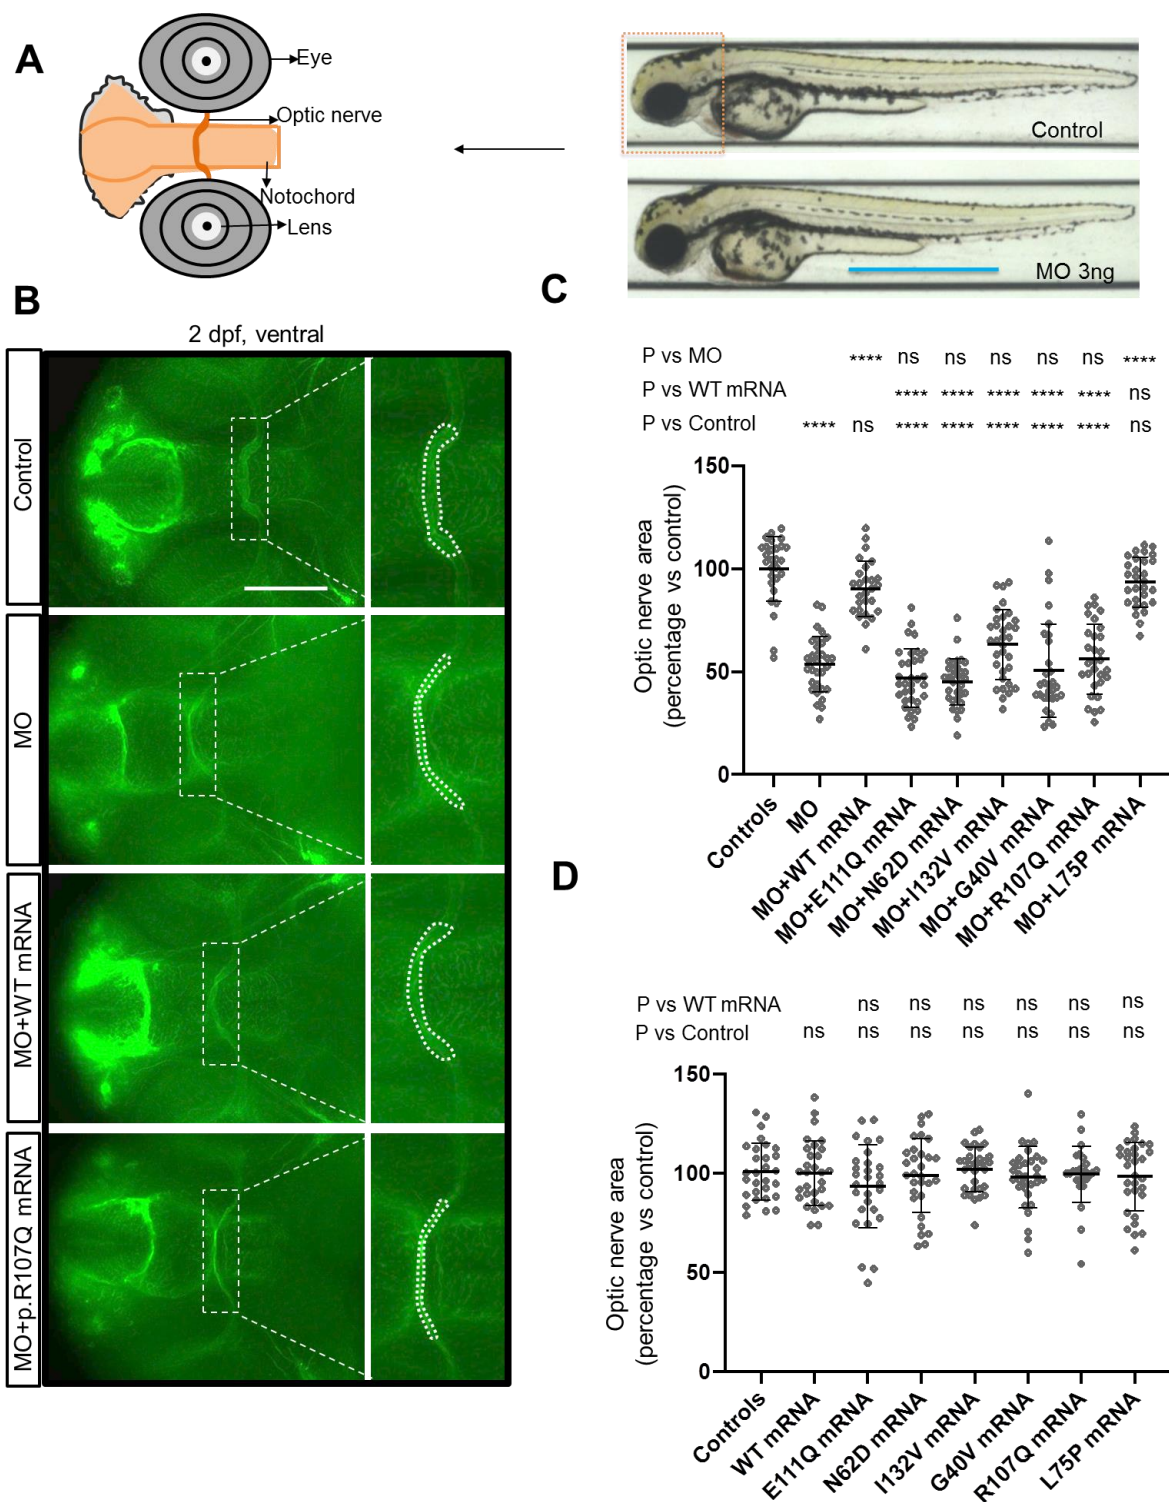 A
Eye
Optic nerve
Notochord
Lens
Control
MO 3ng
B
2 dpf, ventral
Control
MO
MO+WT mRNA
MO+p.R107Q mRNA
C
P vs MO **** ns ns ns ns ns ****
P vs WT mRNA **** **** **** **** **** ns
P vs Control **** ns **** **** **** **** **** ns
Optic nerve area
(percentage vs control)
150
100
50
0
Controls
MO
MO+WT mRNA
MO+E111Q mRNA
MO+N62D mRNA
MO+I132V mRNA
MO+G40V mRNA
MO+R107Q mRNA
MO+L75P mRNA
D
P vs WT mRNA ns ns ns ns ns ns
P vs Control ns ns ns ns ns ns ns
Optic nerve area
(percentage vs control)
150
100
50
0
Controls
WT mRNA
E111Q mRNA
N62D mRNA
I132V mRNA
G40V mRNA
R107Q mRNA
L75P mRNA